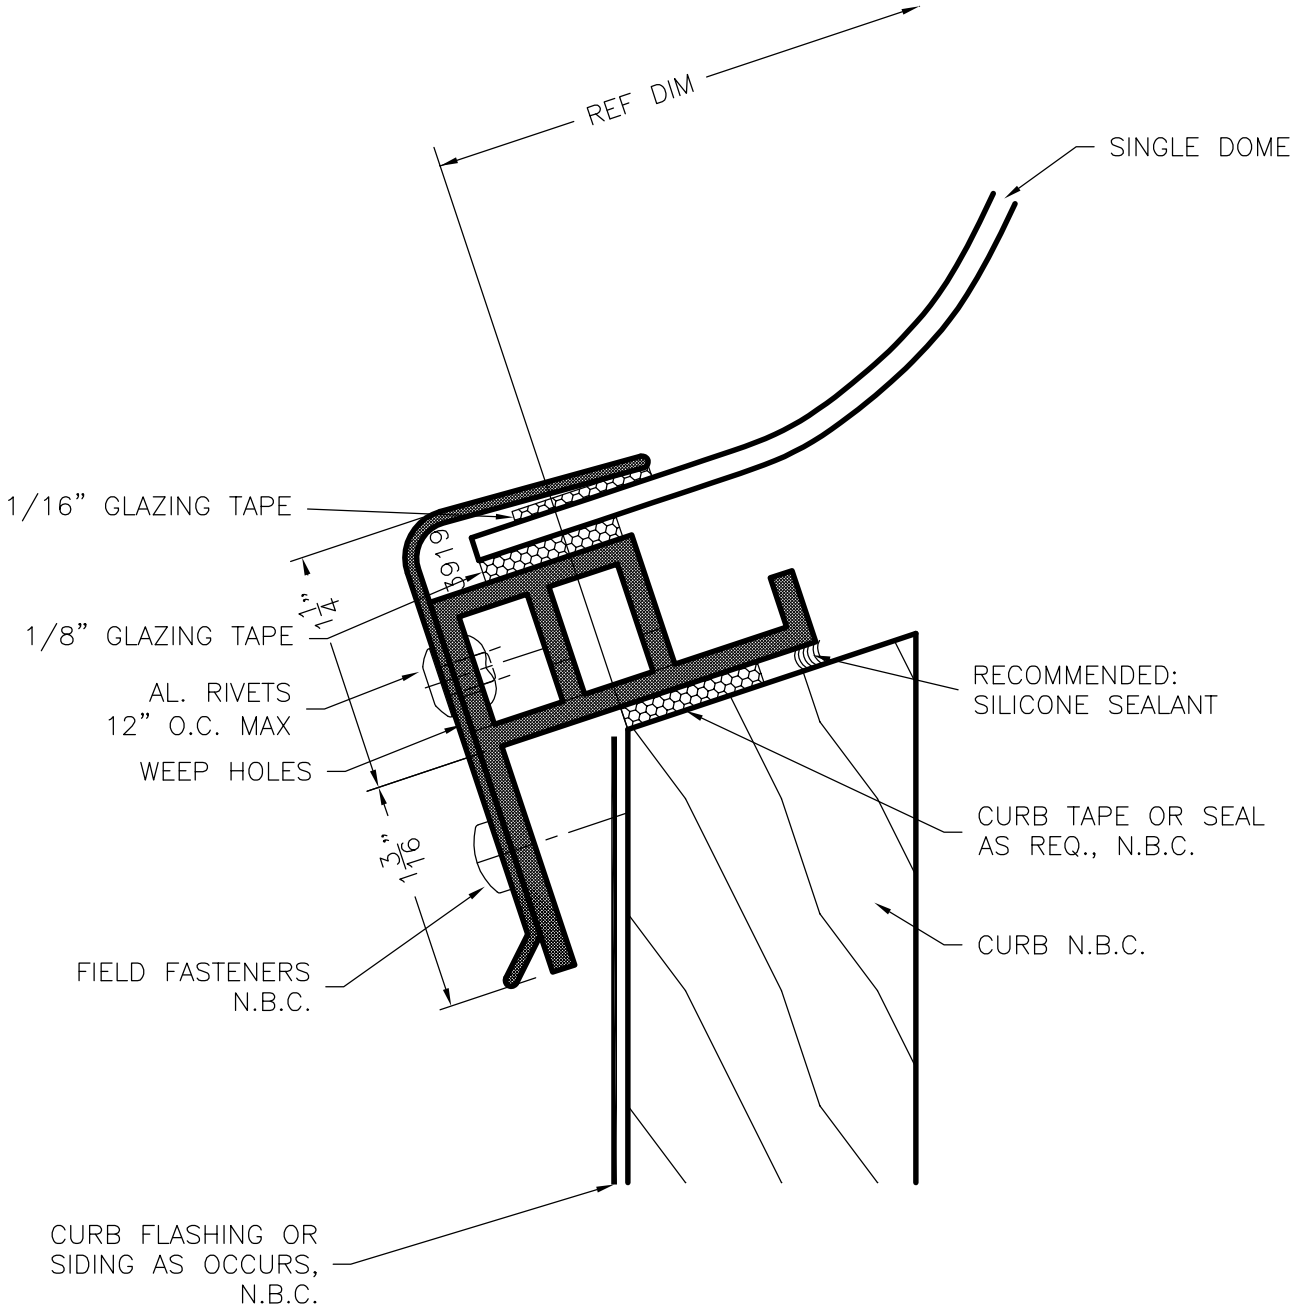 REF DIM
SINGLE DOME
1/16" GLAZING TAPE
3919
1 1/4"
1/8" GLAZING TAPE
AL. RIVETS
12" O.C. MAX
WEEP HOLES
RECOMMENDED:
SILICONE SEALANT
1 3/16"
CURB TAPE OR SEAL
AS REQ., N.B.C.
CURB N.B.C.
FIELD FASTENERS
N.B.C.
CURB FLASHING OR
SIDING AS OCCURS,
N.B.C.